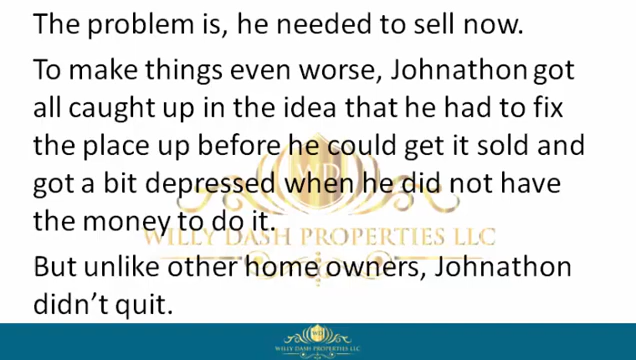 The problem is, he needed to sell now.
To make things even worse, Johnathon got
all caught up in the idea that he had to fix
the place up before he could get it sold and
got a bit depressed when he did not have
the money to do it.
WILLY DASH PROPERTIES LLC
But unlike other home owners, Johnathon
didn’t quit.
WILLY DASH PROPERTIES LLC